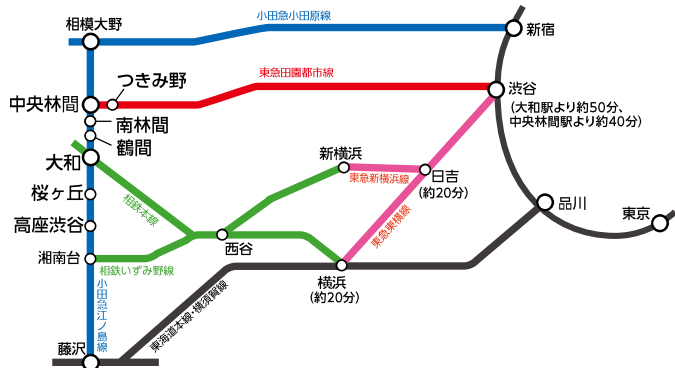 小田急小田原線
相模大野
新宿
東急田園都市線
つきみ野
渋谷
(大和駅より約50分、
中央林間駅より約40分)
中央林間
南林間
鶴間
大和
新横浜
日吉
(約20分)
東急新横浜線
桜ヶ丘
相鉄本線
品川
東京
高座渋谷
東急東横線
西谷
湘南台
相鉄いずみ野線
横浜
(約20分)
小田急江ノ島線
東海道本線・横須賀線
藤沢